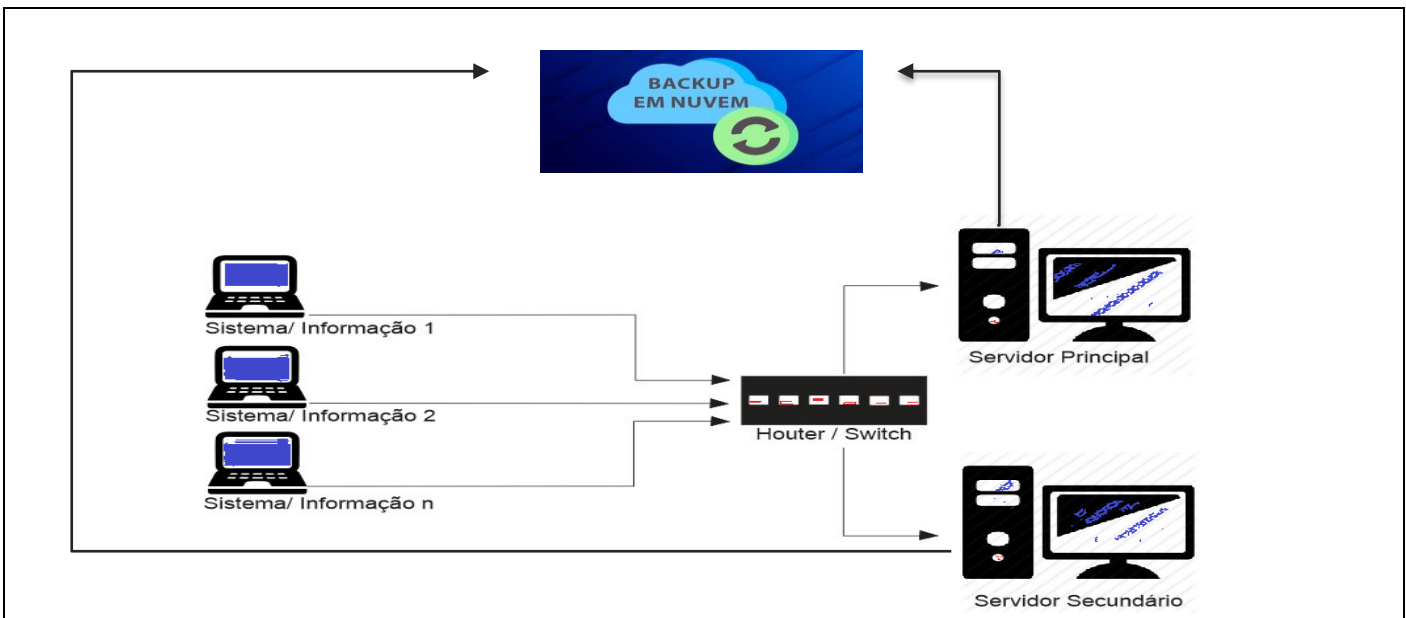 BACKUP
EM NUVEM
Sistema/ Informação 1
Sistema/ Informação 2
Sistema/ Informação n
Houter / Switch
Servidor Principal
Servidor Secundário